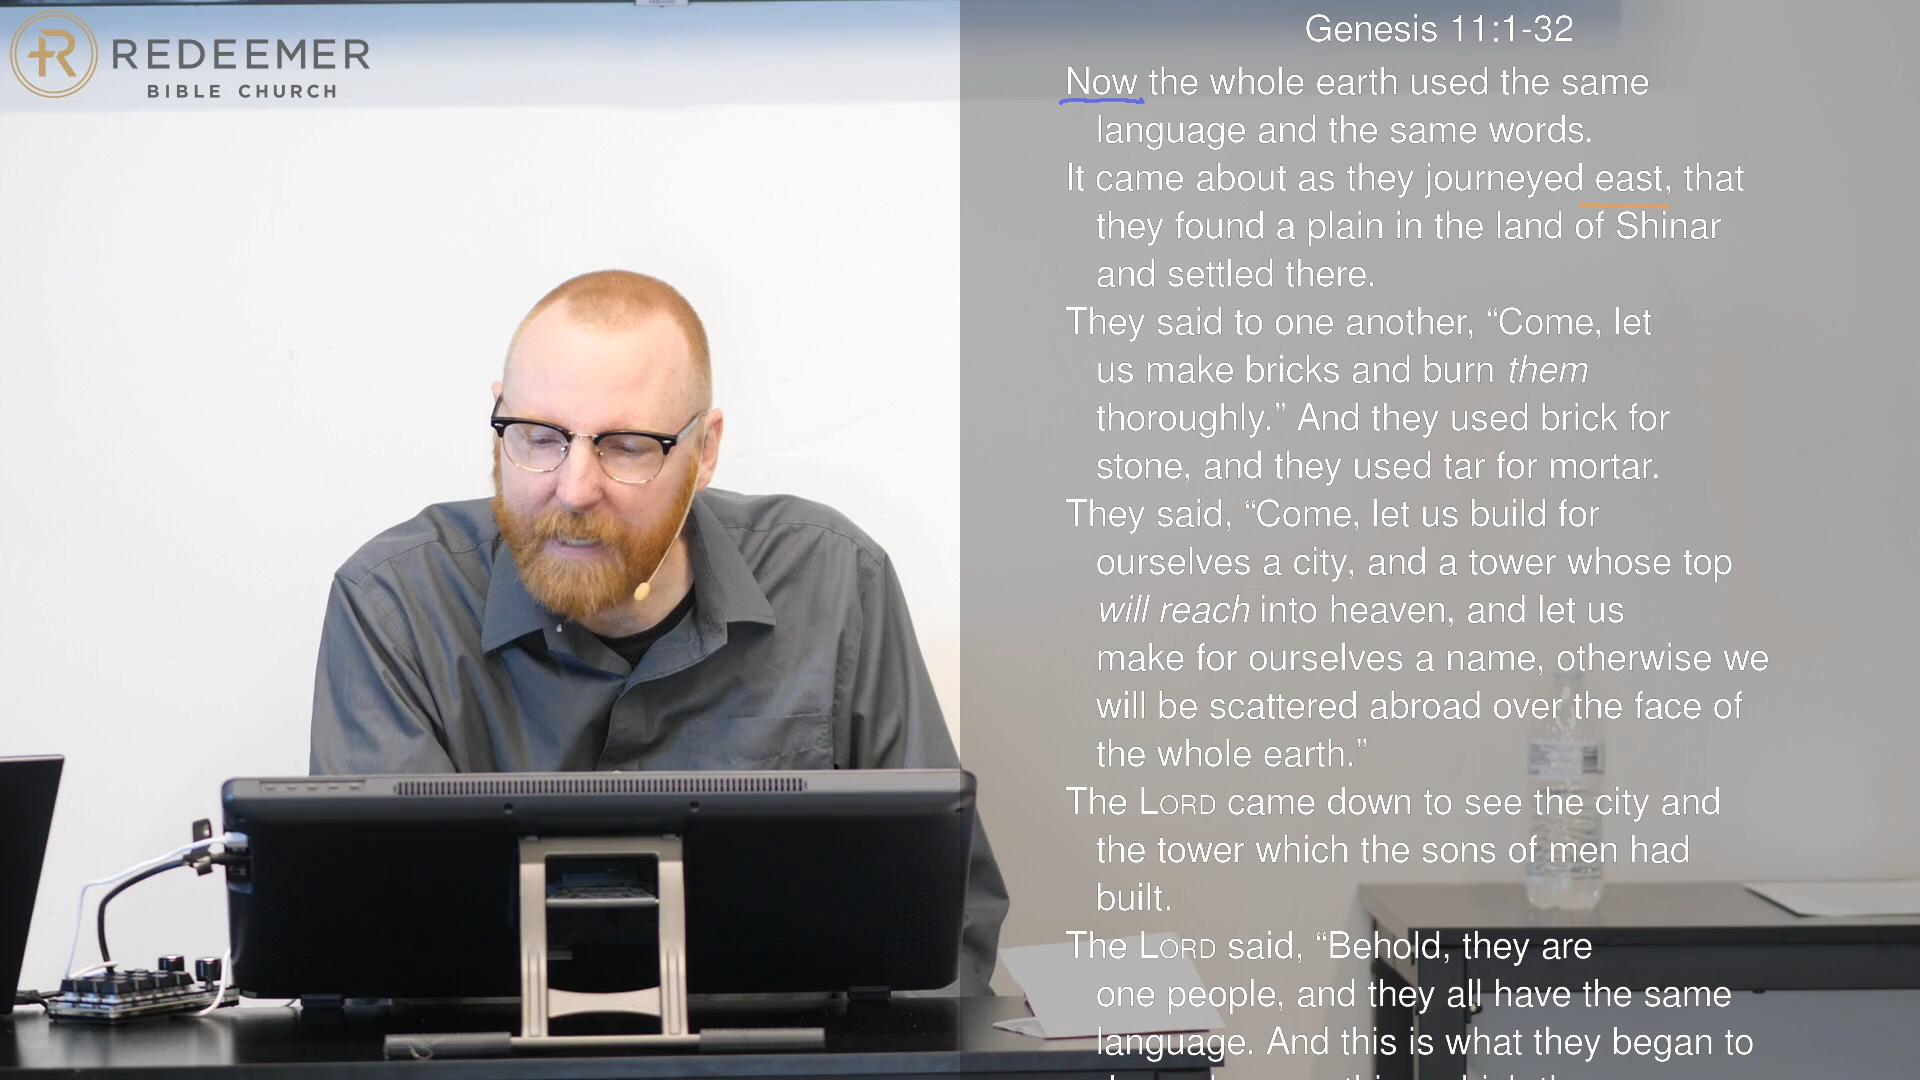 REDEEMER
BIBLE CHURCH
Genesis 11:1-32
Now the whole earth used the same
language and the same words.
It came about as they journeyed east, that
they found a plain in the land of Shinar
and settled there.
They said to one another, “Come, let
us make bricks and burn them
thoroughly.” And they used brick for
stone, and they used tar for mortar.
They said, “Come, let us build for
ourselves a city, and a tower whose top
will reach into heaven, and let us
make for ourselves a name, otherwise we
will be scattered abroad over the face of
the whole earth.”
The LORD came down to see the city and
the tower which the sons of men had
built.
The LORD said, “Behold, they are
one people, and they all have the same
language. And this is what they began to